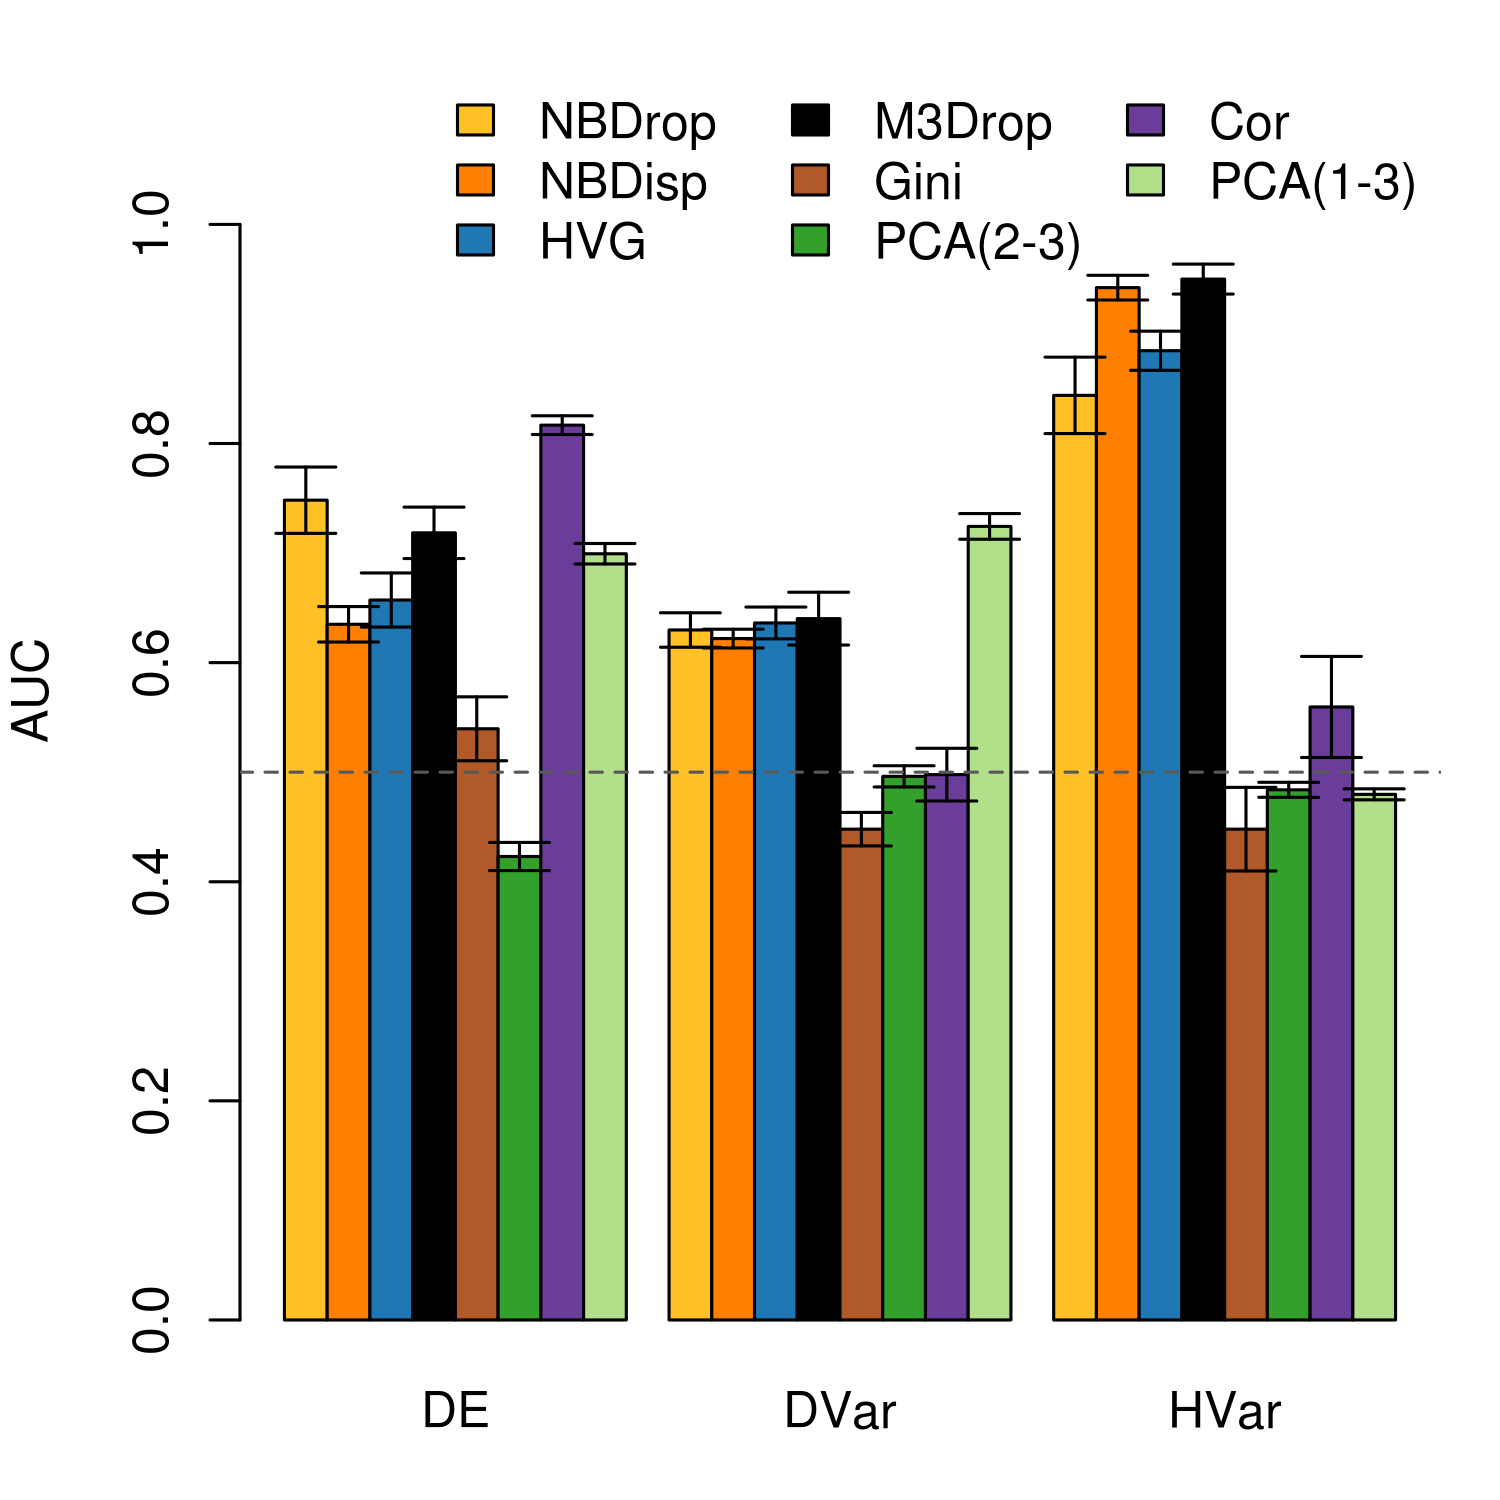 NBDrop M3Drop Cor
NBDisp Gini PCA(1-3)
HVG PCA(2-3)
1.0
0.8
0.6
0.4
0.2
0.0
AUC
DE DVar HVar